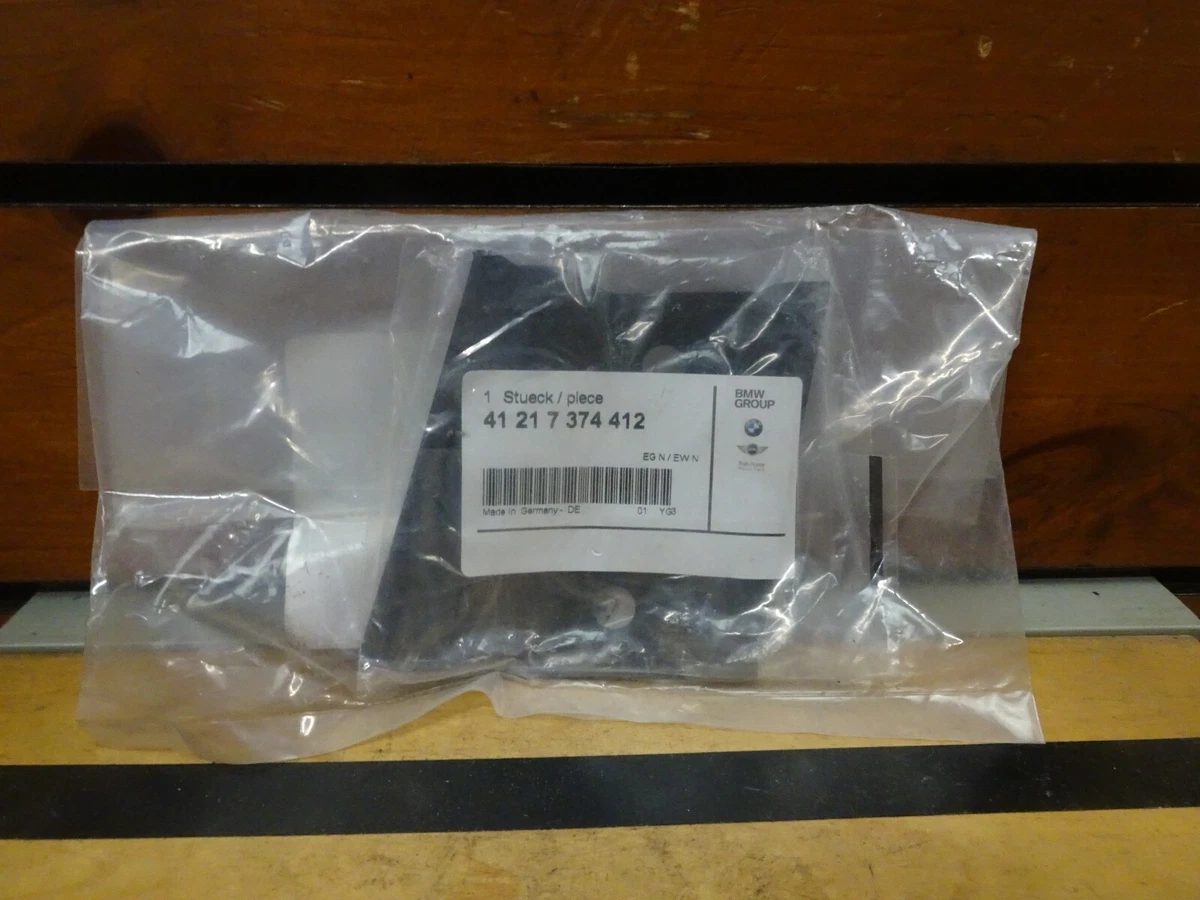 1 Stueck / piece
41 21 7 374 412
EG N / EW N
Made in Germany - DE 01 YG3
BMW
GROUP